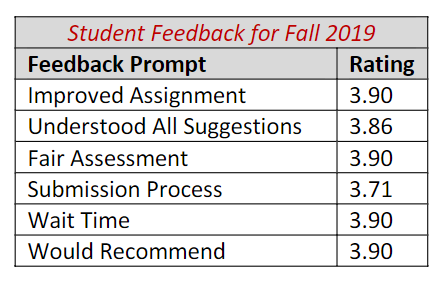 Student Feedback for Fall 2019
Feedback Prompt Rating
Improved Assignment 3.90
Understood All Suggestions 3.86
Fair Assessment 3.90
Submission Process 3.71
Wait Time 3.90
Would Recommend 3.90